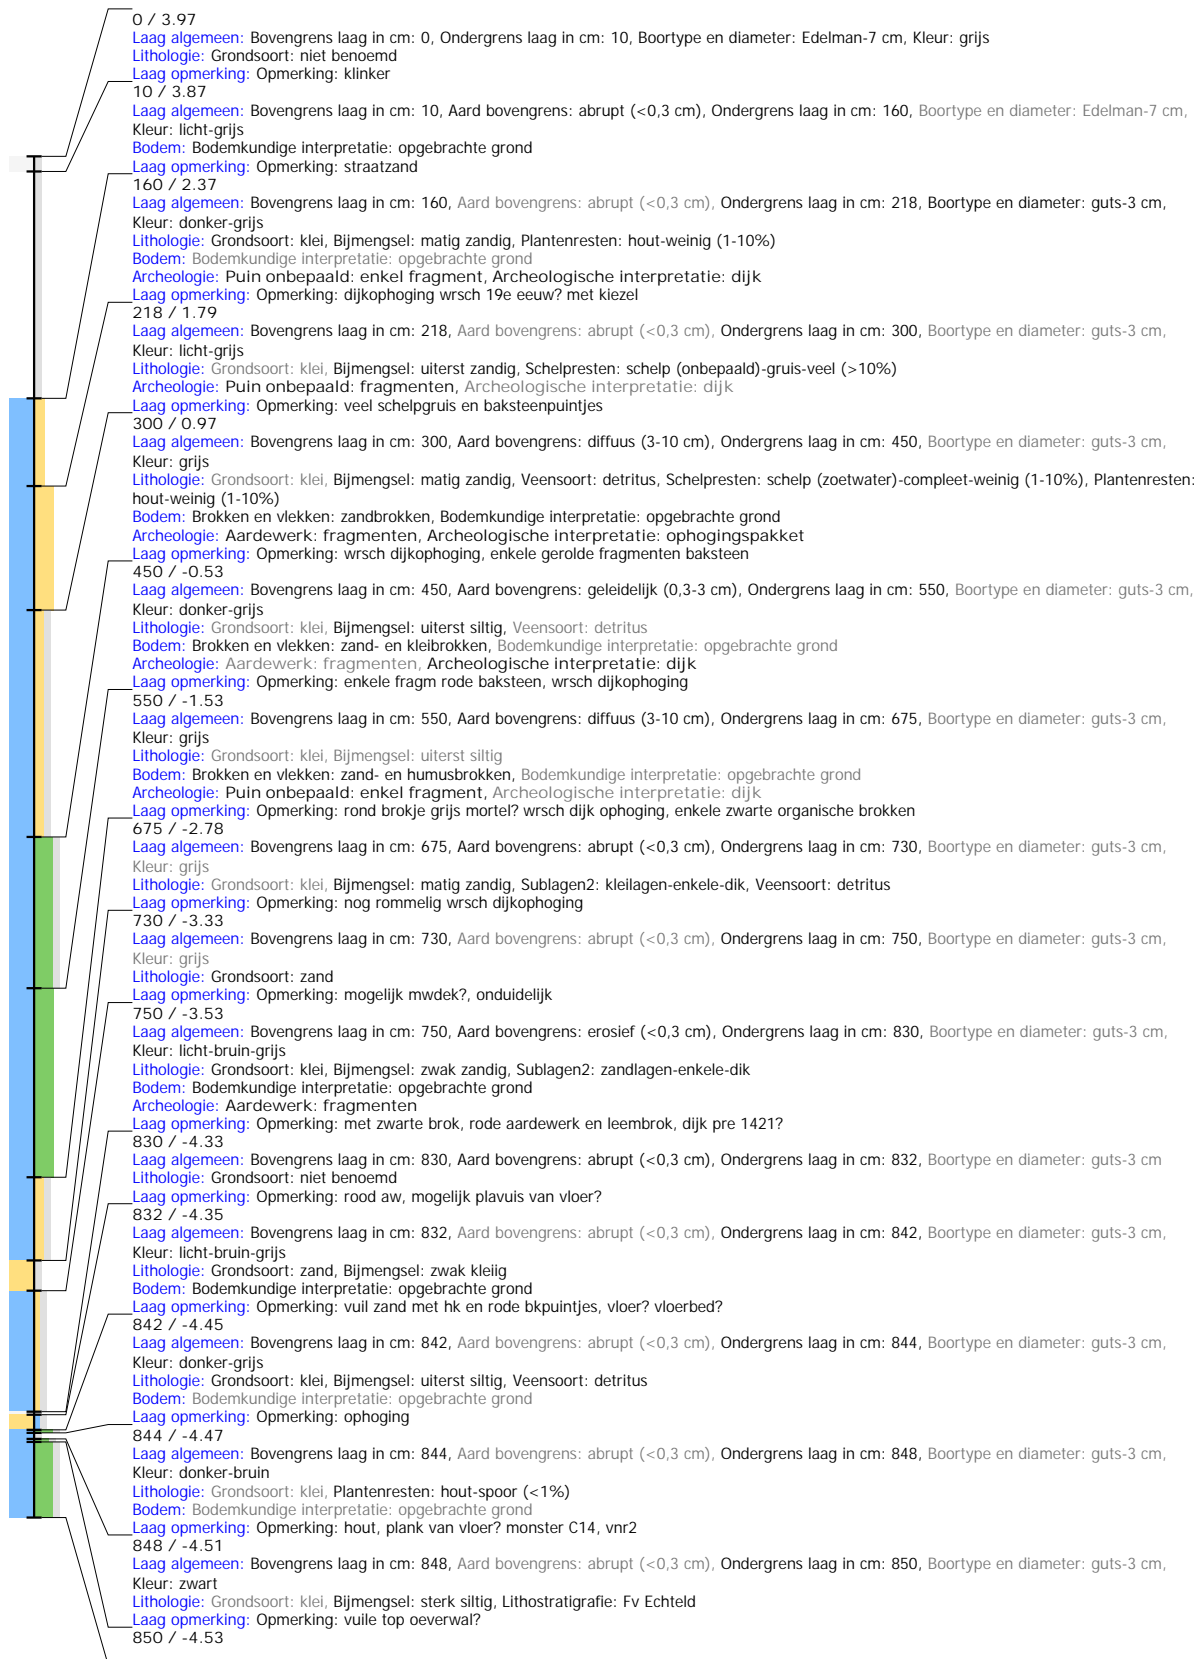 0 / 3.97
Laag algemeen: Bovengrens laag in cm: 0, Ondergrens laag in cm: 10, Boortype en diameter: Edelman-7 cm, Kleur: grijs
Lithologie: Grondsoort: niet benoemd
Laag opmerking: Opmerking: klinker
10 / 3.87
Laag algemeen: Bovengrens laag in cm: 10, Aard bovengrens: abrupt (<0,3 cm), Ondergrens laag in cm: 160, Boortype en diameter: Edelman-7 cm,
Kleur: licht-grijs
Bodem: Bodemkundige interpretatie: opgebrachte grond
Laag opmerking: Opmerking: straatzand
160 / 2.37
Laag algemeen: Bovengrens laag in cm: 160, Aard bovengrens: abrupt (<0,3 cm), Ondergrens laag in cm: 218, Boortype en diameter: guts-3 cm,
Kleur: donker-grijs
Lithologie: Grondsoort: klei, Bijmengsel: matig zandig, Plantenresten: hout-weinig (1-10%)
Bodem: Bodemkundige interpretatie: opgebrachte grond
Archeologie: Puin onbepaald: enkel fragment, Archeologische interpretatie: dijk
Laag opmerking: Opmerking: dijkophoging wrsch 19e eeuw? met kiezel
218 / 1.79
Laag algemeen: Bovengrens laag in cm: 218, Aard bovengrens: abrupt (<0,3 cm), Ondergrens laag in cm: 300, Boortype en diameter: guts-3 cm,
Kleur: licht-grijs
Lithologie: Grondsoort: klei, Bijmengsel: uiterst zandig, Schelpresten: schelp (onbepaald)-gruis-veel (>10%)
Archeologie: Puin onbepaald: fragmenten, Archeologische interpretatie: dijk
Laag opmerking: Opmerking: veel schelpgruis en baksteenpuintjes
300 / 0.97
Laag algemeen: Bovengrens laag in cm: 300, Aard bovengrens: diffuus (3-10 cm), Ondergrens laag in cm: 450, Boortype en diameter: guts-3 cm,
Kleur: grijs
Lithologie: Grondsoort: klei, Bijmengsel: matig zandig, Veensoort: detritus, Schelpresten: schelp (zoetwater)-compleet-weinig (1-10%), Plantenresten:
hout-weinig (1-10%)
Bodem: Brokken en vlekken: zandbrokken, Bodemkundige interpretatie: opgebrachte grond
Archeologie: Aardewerk: fragmenten, Archeologische interpretatie: ophogingspakket
Laag opmerking: Opmerking: wrsch dijkophoging, enkele gerolde fragmenten baksteen
450 / -0.53
Laag algemeen: Bovengrens laag in cm: 450, Aard bovengrens: geleidelijk (0,3-3 cm), Ondergrens laag in cm: 550, Boortype en diameter: guts-3 cm,
Kleur: donker-grijs
Lithologie: Grondsoort: klei, Bijmengsel: uiterst siltig, Veensoort: detritus
Bodem: Brokken en vlekken: zand- en kleibrokken, Bodemkundige interpretatie: opgebrachte grond
Archeologie: Aardewerk: fragmenten, Archeologische interpretatie: dijk
Laag opmerking: Opmerking: enkele fragm rode baksteen, wrsch dijkophoging
550 / -1.53
Laag algemeen: Bovengrens laag in cm: 550, Aard bovengrens: diffuus (3-10 cm), Ondergrens laag in cm: 675, Boortype en diameter: guts-3 cm,
Kleur: grijs
Lithologie: Grondsoort: klei, Bijmengsel: uiterst siltig
Bodem: Brokken en vlekken: zand- en humusbrokken, Bodemkundige interpretatie: opgebrachte grond
Archeologie: Puin onbepaald: enkel fragment, Archeologische interpretatie: dijk
Laag opmerking: Opmerking: rond brokje grijs mortel? wrsch dijk ophoging, enkele zwarte organische brokken
675 / -2.78
Laag algemeen: Bovengrens laag in cm: 675, Aard bovengrens: abrupt (<0,3 cm), Ondergrens laag in cm: 730, Boortype en diameter: guts-3 cm,
Kleur: grijs
Lithologie: Grondsoort: klei, Bijmengsel: matig zandig, Sublagen2: kleilagen-enkele-dik, Veensoort: detritus
Laag opmerking: Opmerking: nog rommelig wrsch dijkophoging
730 / -3.33
Laag algemeen: Bovengrens laag in cm: 730, Aard bovengrens: abrupt (<0,3 cm), Ondergrens laag in cm: 750, Boortype en diameter: guts-3 cm,
Kleur: grijs
Lithologie: Grondsoort: zand
Laag opmerking: Opmerking: mogelijk mwdek?, onduidelijk
750 / -3.53
Laag algemeen: Bovengrens laag in cm: 750, Aard bovengrens: erosief (<0,3 cm), Ondergrens laag in cm: 830, Boortype en diameter: guts-3 cm,
Kleur: licht-bruin-grijs
Lithologie: Grondsoort: klei, Bijmengsel: zwak zandig, Sublagen2: zandlagen-enkele-dik
Bodem: Bodemkundige interpretatie: opgebrachte grond
Archeologie: Aardewerk: fragmenten
Laag opmerking: Opmerking: met zwarte brok, rode aardewerk en leembrok, dijk pre 1421?
830 / -4.33
Laag algemeen: Bovengrens laag in cm: 830, Aard bovengrens: abrupt (<0,3 cm), Ondergrens laag in cm: 832, Boortype en diameter: guts-3 cm
Lithologie: Grondsoort: niet benoemd
Laag opmerking: Opmerking: rood aw, mogelijk plavuis van vloer?
832 / -4.35
Laag algemeen: Bovengrens laag in cm: 832, Aard bovengrens: abrupt (<0,3 cm), Ondergrens laag in cm: 842, Boortype en diameter: guts-3 cm,
Kleur: licht-bruin-grijs
Lithologie: Grondsoort: zand, Bijmengsel: zwak kleiig
Bodem: Bodemkundige interpretatie: opgebrachte grond
Laag opmerking: Opmerking: vuil zand met hk en rode bkpuintjes, vloer? vloerbed?
842 / -4.45
Laag algemeen: Bovengrens laag in cm: 842, Aard bovengrens: abrupt (<0,3 cm), Ondergrens laag in cm: 844, Boortype en diameter: guts-3 cm,
Kleur: donker-grijs
Lithologie: Grondsoort: klei, Bijmengsel: uiterst siltig, Veensoort: detritus
Bodem: Bodemkundige interpretatie: opgebrachte grond
Laag opmerking: Opmerking: ophoging
844 / -4.47
Laag algemeen: Bovengrens laag in cm: 844, Aard bovengrens: abrupt (<0,3 cm), Ondergrens laag in cm: 848, Boortype en diameter: guts-3 cm,
Kleur: donker-bruin
Lithologie: Grondsoort: klei, Plantenresten: hout-spoor (<1%)
Bodem: Bodemkundige interpretatie: opgebrachte grond
Laag opmerking: Opmerking: hout, plank van vloer? monster C14, vnr2
848 / -4.51
Laag algemeen: Bovengrens laag in cm: 848, Aard bovengrens: abrupt (<0,3 cm), Ondergrens laag in cm: 850, Boortype en diameter: guts-3 cm,
Kleur: zwart
Lithologie: Grondsoort: klei, Bijmengsel: sterk siltig, Lithostratigrafie: Fv Echteld
Laag opmerking: Opmerking: vuile top oeverwal?
850 / -4.53